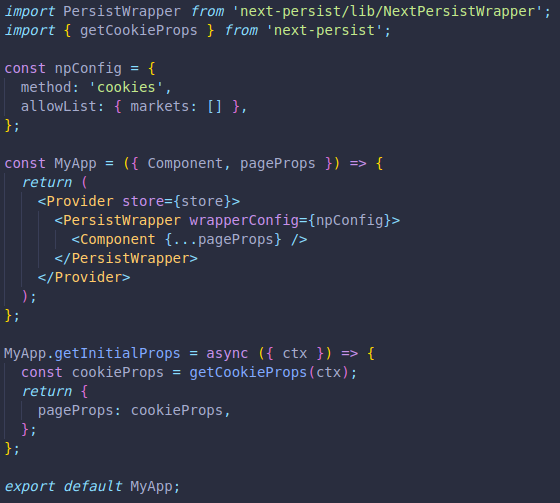 import PersistWrapper from 'next-persist/lib/NextPersistWrapper';
import { getCookieProps } from 'next-persist';

const npConfig = {
  method: 'cookies',
  allowList: { markets: [] },
};

const MyApp = ({ Component, pageProps }) => {
  return (
    <Provider store={store}>
      <PersistWrapper wrapperConfig={npConfig}>
        <Component {...pageProps} />
      </PersistWrapper>
    </Provider>
  );
};

MyApp.getInitialProps = async ({ ctx }) => {
  const cookieProps = getCookieProps(ctx);
  return {
    pageProps: cookieProps,
  };
};

export default MyApp;